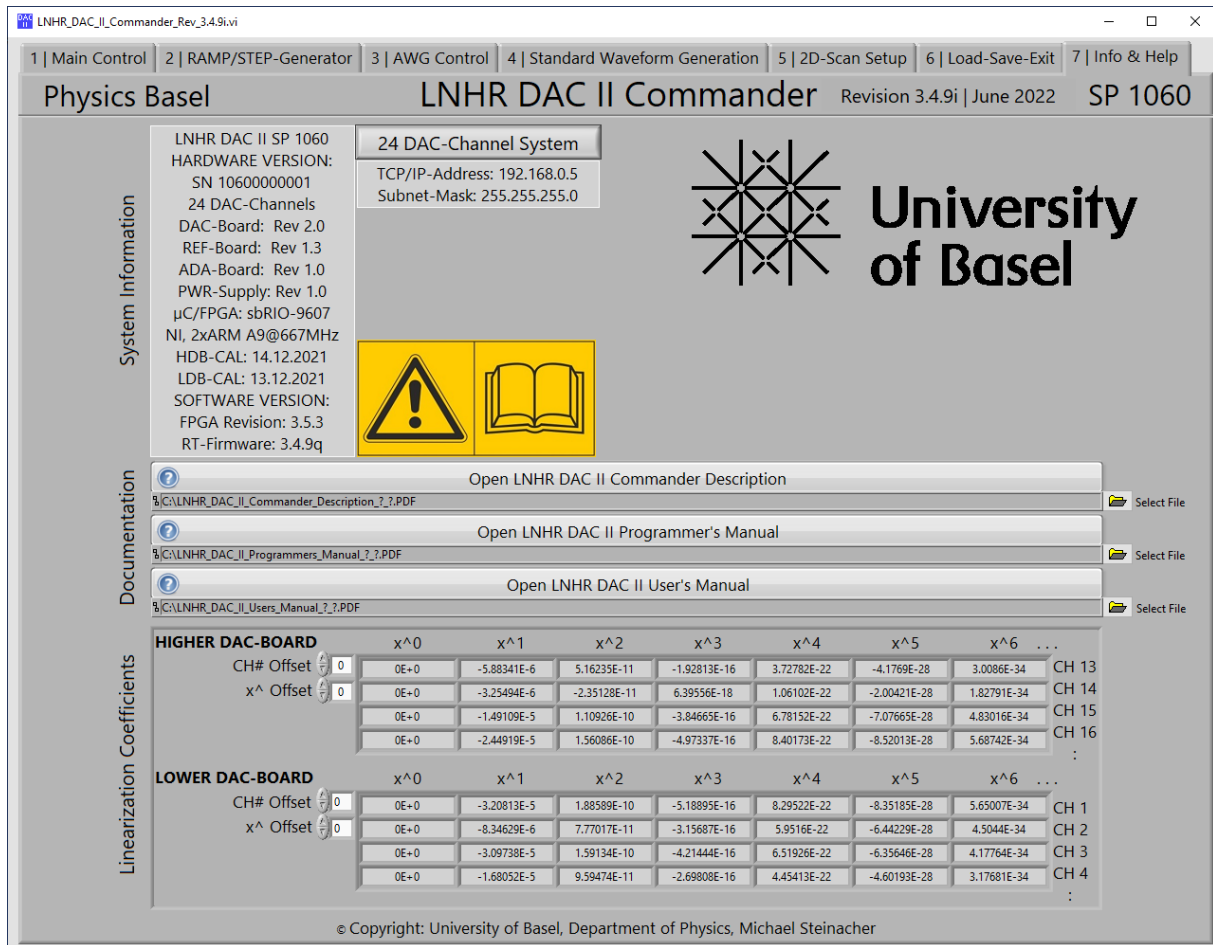 LNHR_DAC_II_Commander_Rev_3.4.9i.vi
1 | Main Control 2 | RAMP/STEP-Generator 3 | AWG Control 4 | Standard Waveform Generation 5 | 2D-Scan Setup 6 | Load-Save-Exit 7 | Info & Help
Physics Basel LNHR DAC II Commander Revision 3.4.9i | June 2022 SP 1060
System Information
LNHR DAC II SP 1060
HARDWARE VERSION:
SN 10600000001
24 DAC-Channels
DAC-Board: Rev 2.0
REF-Board: Rev 1.3
ADA-Board: Rev 1.0
PWR-Supply: Rev 1.0
µC/FPGA: sbRIO-9607
NI, 2xARM A9@667MHz
HDB-CAL: 14.12.2021
LDB-CAL: 13.12.2021
SOFTWARE VERSION:
FPGA Revision: 3.5.3
RT-Firmware: 3.4.9q
24 DAC-Channel System
TCP/IP-Address: 192.168.0.5
Subnet-Mask: 255.255.255.0
University
of Basel
Documentation
Open LNHR DAC II Commander Description
C:\LNHR_DAC_II_Commander_Description_?_?.PDF Select File
Open LNHR DAC II Programmer's Manual
C:\LNHR_DAC_II_Programmers_Manual_?_?.PDF Select File
Open LNHR DAC II User's Manual
C:\LNHR_DAC_II_Users_Manual_?_?.PDF Select File
Linearization Coefficients
HIGHER DAC-BOARD x^0 x^1 x^2 x^3 x^4 x^5 x^6 ...
CH# Offset 0 0E+0 -5.88341E-6 5.16235E-11 -1.92813E-16 3.72782E-22 -4.1769E-28 3.0086E-34 CH 13
x^ Offset 0 0E+0 -3.25494E-6 -2.35128E-11 6.39556E-18 1.06102E-22 -2.00421E-28 1.82791E-34 CH 14
0E+0 -1.49109E-5 1.10926E-10 -3.84665E-16 6.78152E-22 -7.07665E-28 4.83016E-34 CH 15
0E+0 -2.44919E-5 1.56086E-10 -4.97337E-16 8.40173E-22 -8.52013E-28 5.68742E-34 CH 16
:
LOWER DAC-BOARD x^0 x^1 x^2 x^3 x^4 x^5 x^6 ...
CH# Offset 0 0E+0 -3.20813E-5 1.88589E-10 -5.18895E-16 8.29522E-22 -8.35185E-28 5.65007E-34 CH 1
x^ Offset 0 0E+0 -8.34629E-6 7.77017E-11 -3.15687E-16 5.9516E-22 -6.44229E-28 4.5044E-34 CH 2
0E+0 -3.09738E-5 1.59134E-10 -4.21444E-16 6.51926E-22 -6.35646E-28 4.17764E-34 CH 3
0E+0 -1.68052E-5 9.59474E-11 -2.69808E-16 4.45413E-22 -4.60193E-28 3.17681E-34 CH 4
:
© Copyright: University of Basel, Department of Physics, Michael Steinacher